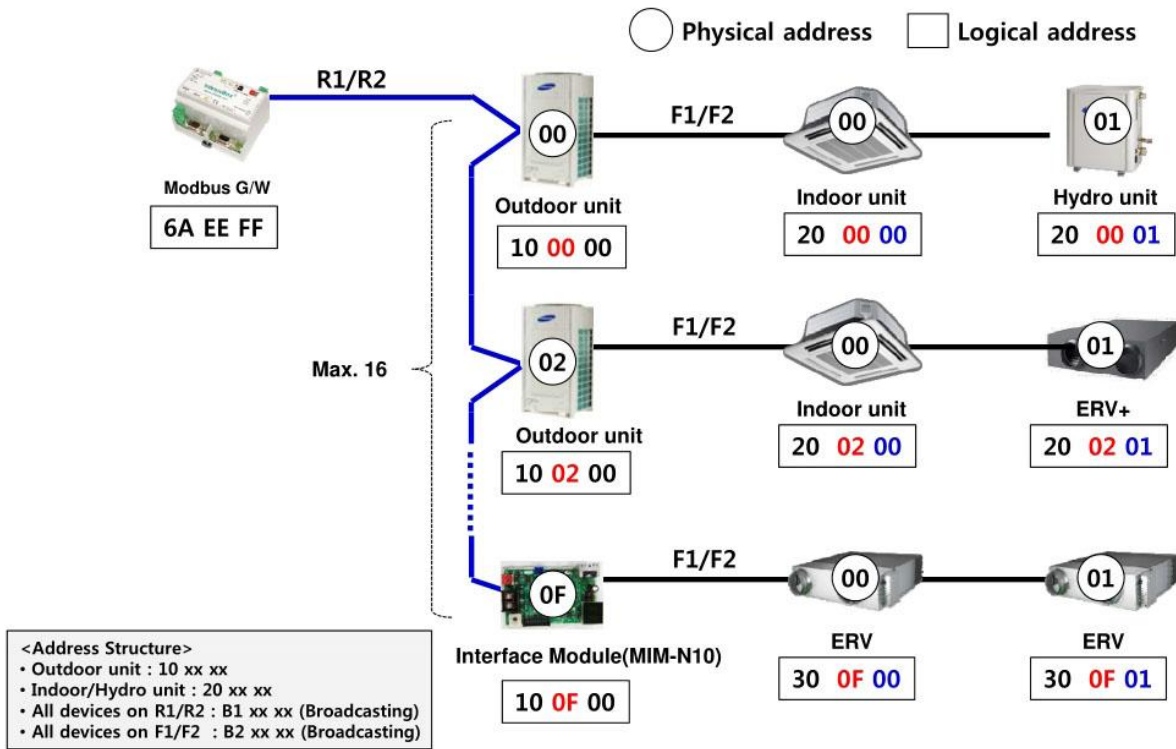 Physical address
Logical address
R1/R2
Modbus G/W
6A EE FF
Max. 16
00
F1/F2
00
01
Outdoor unit
10 00 00
Indoor unit
20 00 00
Hydro unit
20 00 01
02
F1/F2
00
01
Outdoor unit
10 02 00
Indoor unit
20 02 00
ERV+
20 02 01
0F
F1/F2
00
01
Interface Module(MIM-N10)
10 0F 00
ERV
30 0F 00
ERV
30 0F 01
<Address Structure>
• Outdoor unit : 10 xx xx
• Indoor/Hydro unit : 20 xx xx
• All devices on R1/R2 : B1 xx xx (Broadcasting)
• All devices on F1/F2 : B2 xx xx (Broadcasting)